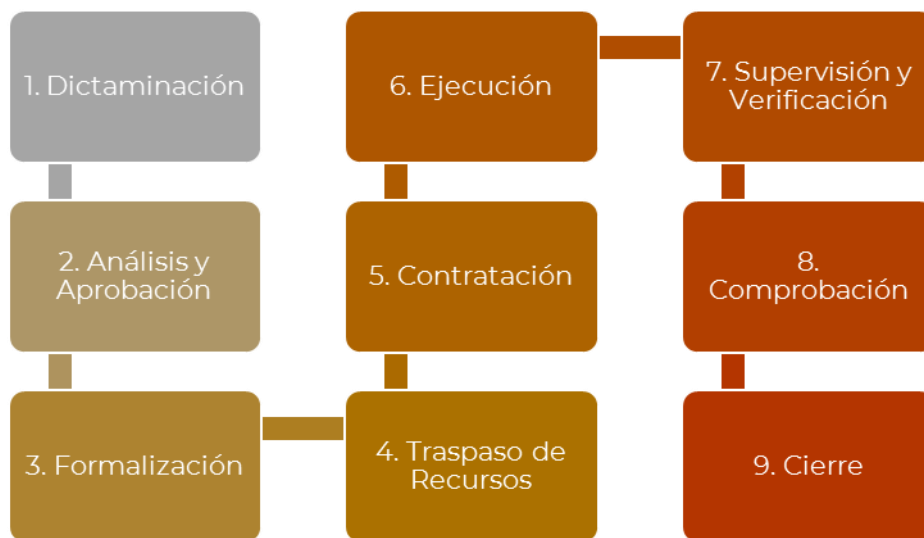 1. Dictaminación
2. Análisis y
Aprobación
3. Formalización
4. Traspaso de
Recursos
5. Contratación
6. Ejecución
7. Supervisión y
Verificación
8.
Comprobación
9. Cierre